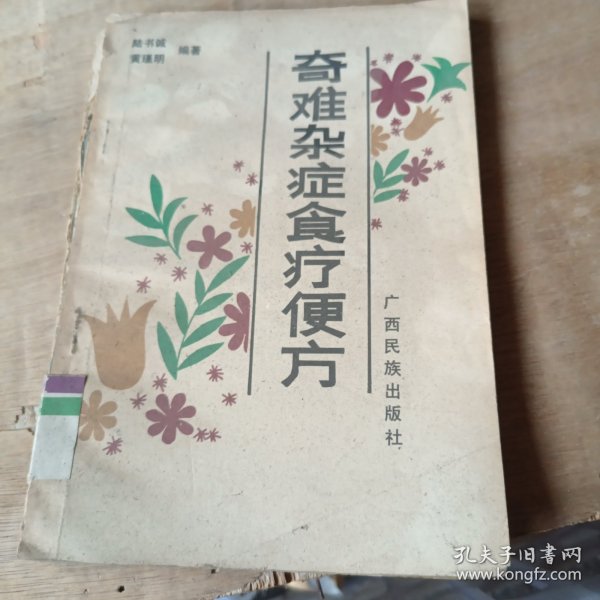 陆书诚
黄瑾明
编著
奇难杂症食疗便方
广西民族出版社
孔夫子旧书网
www.kongfz.com